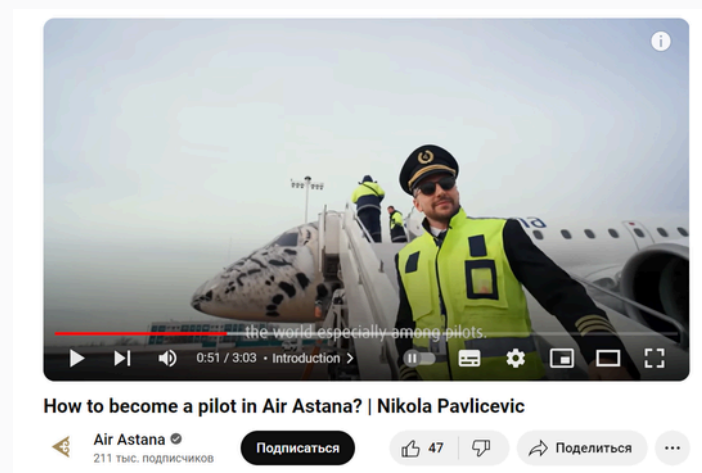 the world especially among pilots.
0:51 / 3:03 • Introduction
How to become a pilot in Air Astana? | Nikola Pavlicevic
Air Astana
211 тыс. подписчиков
Подписаться
47
Поделиться